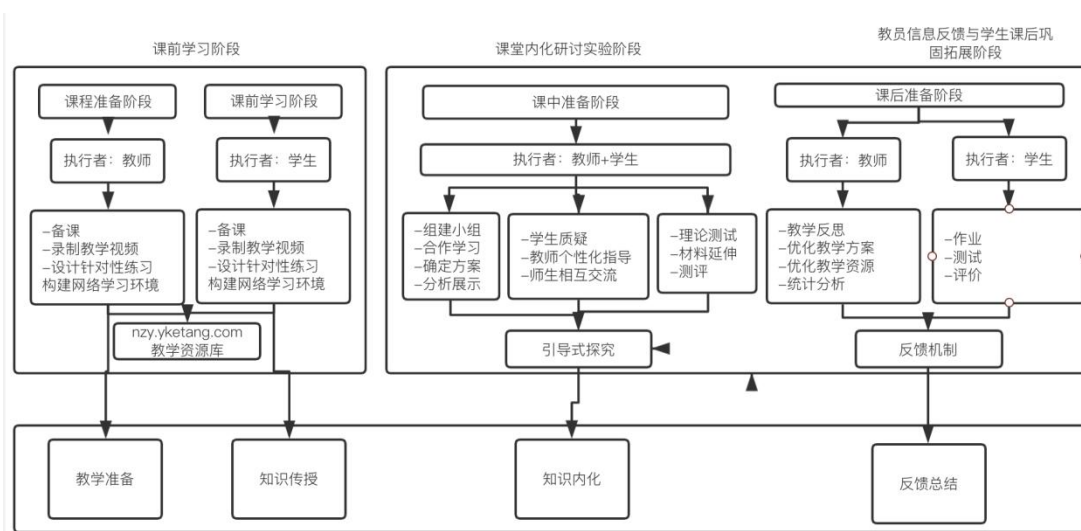 课前学习阶段
课堂内化研讨实验阶段
教员信息反馈与学生课后巩
固拓展阶段
课程准备阶段
课前学习阶段
课中准备阶段
课后准备阶段
执行者：教师
执行者：学生
执行者：教师+学生
执行者：教师
执行者：学生
-备课
-录制教学视频
-设计针对性练习
构建网络学习环境
-备课
-录制教学视频
-设计针对性练习
构建网络学习环境
-组建小组
-合作学习
-确定方案
-分析展示
-学生质疑
-教师个性化指导
-师生相互交流
-理论测试
-材料延伸
-测评
-教学反思
-优化教学方案
-优化教学资源
-统计分析
-作业
-测试
-评价
nzy.yketang.com
教学资源库
引导式探究
反馈机制
教学准备
知识传授
知识内化
反馈总结